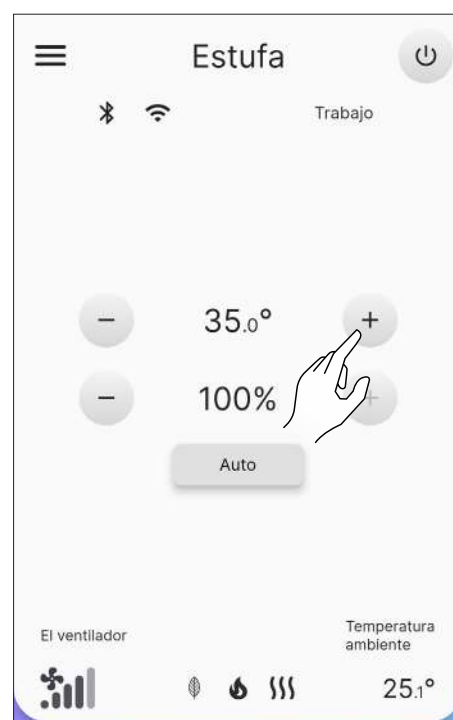 Estufa
Trabajo
− 35.0° +
− 100% +
Auto
El ventilador
Temperatura
ambiente
25.1°